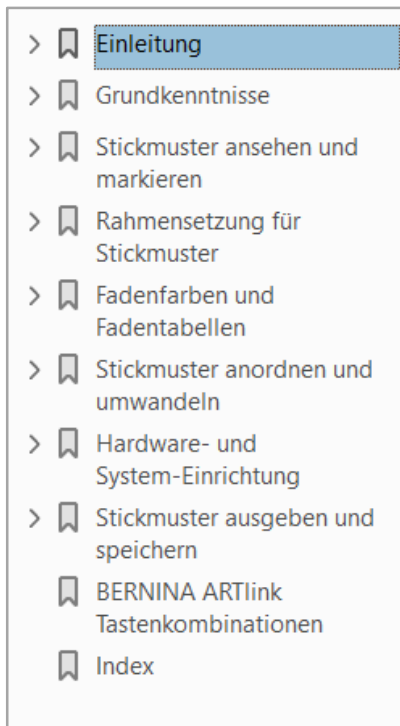 Einleitung
Grundkenntnisse
Stickmuster ansehen und
markieren
Rahmensetzung für
Stickmuster
Fadenfarben und
Fadentabellen
Stickmuster anordnen und
umwandeln
Hardware- und
System-Einrichtung
Stickmuster ausgeben und
speichern
BERNINA ARTlink
Tastenkombinationen
Index